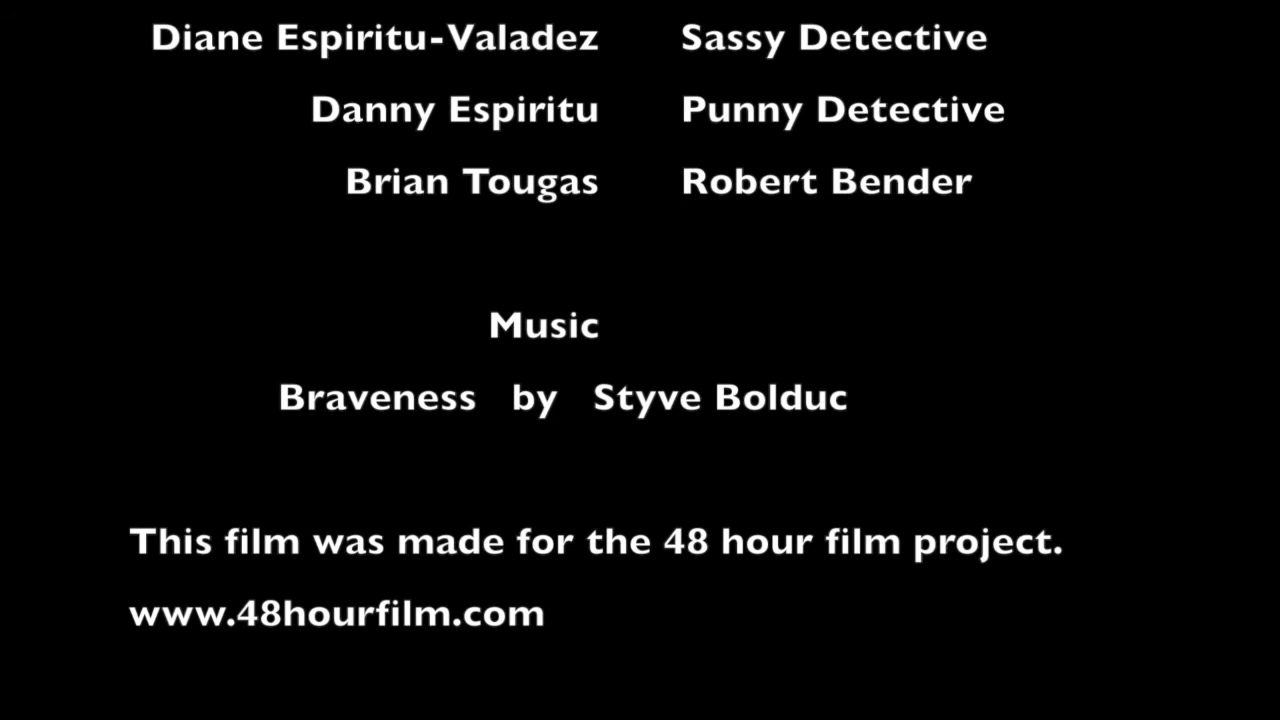 Diane Espiritu-Valadez Sassy Detective
Danny Espiritu Punny Detective
Brian Tougas Robert Bender
Music
Braveness by Styve Bolduc
This film was made for the 48 hour film project.
www.48hourfilm.com